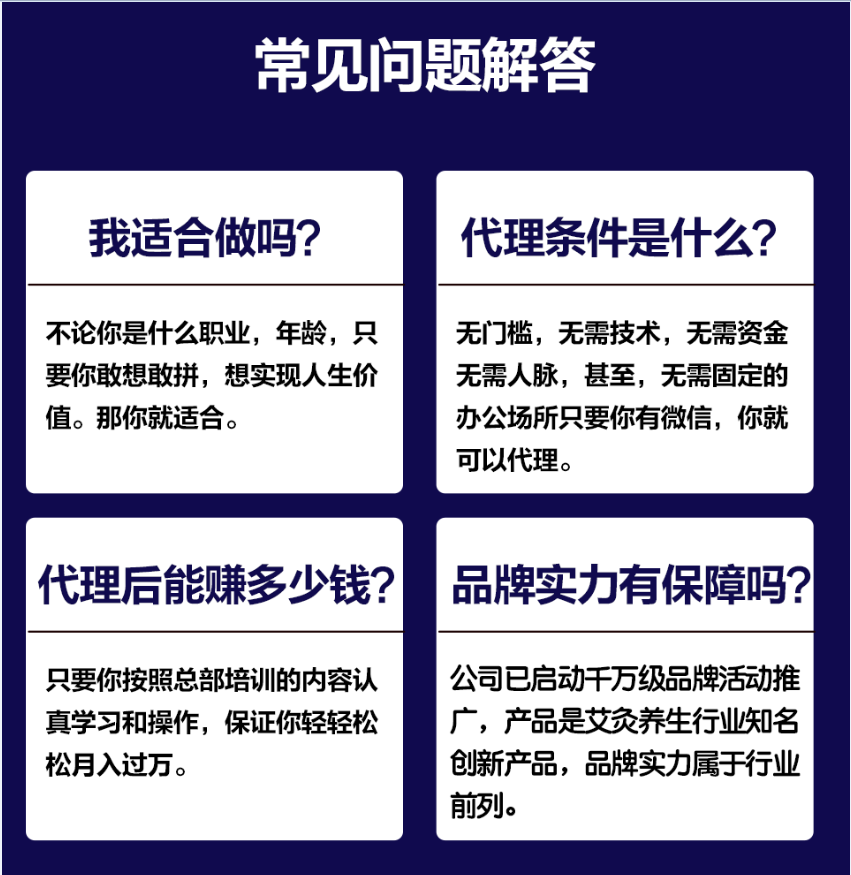 常见问题解答
我适合做吗？
不论你是什么职业，年龄，只
要你敢想敢拼，想实现人生价
值。那你就适合。
代理条件是什么？
无门槛，无需技术，无需资金
无需人脉，甚至，无需固定的
办公场所只要你有微信，你就
可以代理。
代理后能赚多少钱？
只要你按照总部培训的内容认
真学习和操作，保证你轻轻松
松月入过万。
品牌实力有保障吗？
公司已启动千万级品牌活动推
广，产品是艾灸养生行业知名
创新产品，品牌实力属于行业
前列。